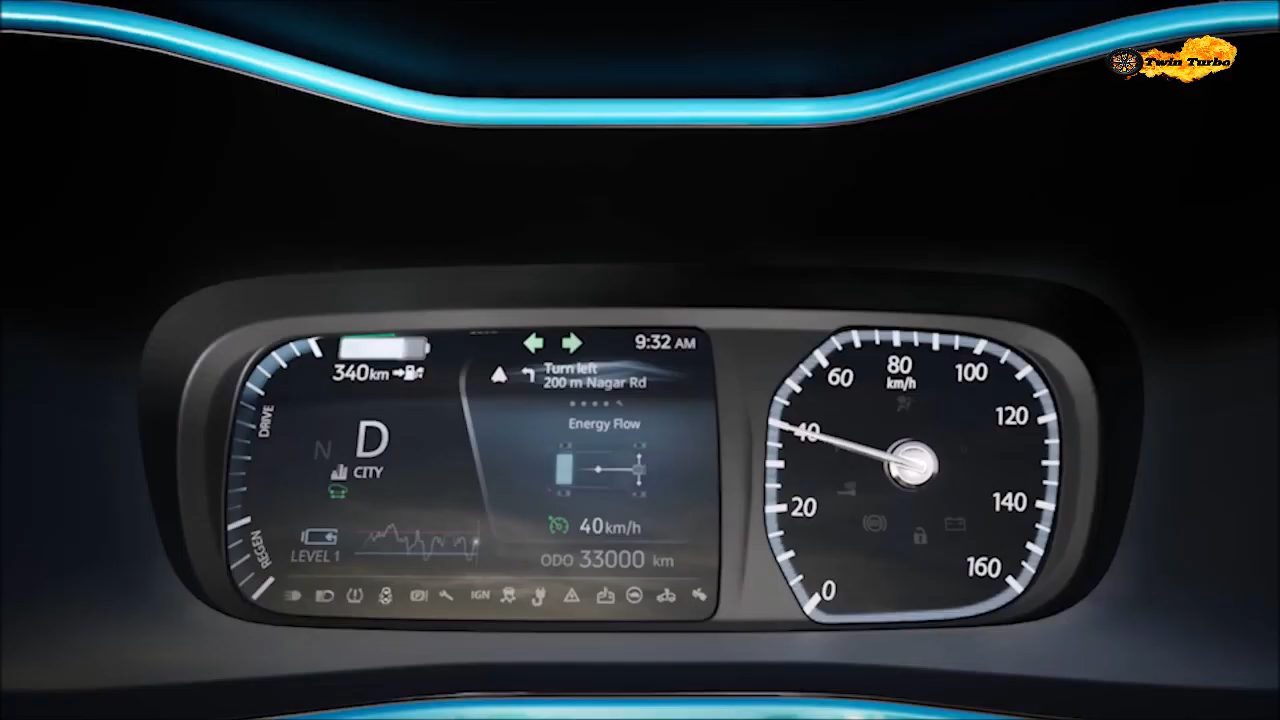 Twin Turbo
9:32 AM
340km
Turn left
200 m Nagar Rd
DRIVE
Energy Flow
N D
CITY
40km/h
REGEN
LEVEL 1
ODO 33000 km
IGN
0
20
40
60
80
km/h
100
120
140
160